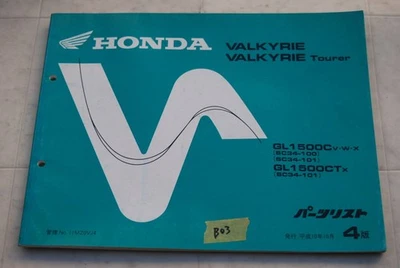 HONDA
VALKYRIE
VALKYRIE Tourer
GL1500CV·W·X
(SC34-100)
(SC34-101)
GL1500CTX
(SC34-101)
パーツリスト
B03
4版